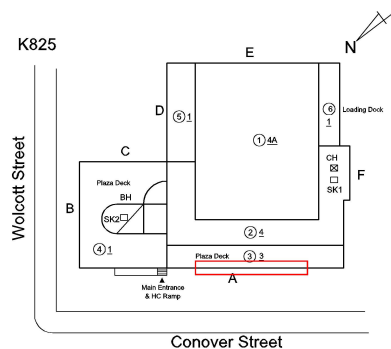 K825
E
N
D
⑤ 1
⑥
1
Loading Dock
① 4A
C
CH
F
Plaza Deck
SK1
B
BH
SK2
② 4
④ 1
Plaza Deck
③ 3
A
Main Entrance
& HC Ramp
Wolcott Street
Conover Street